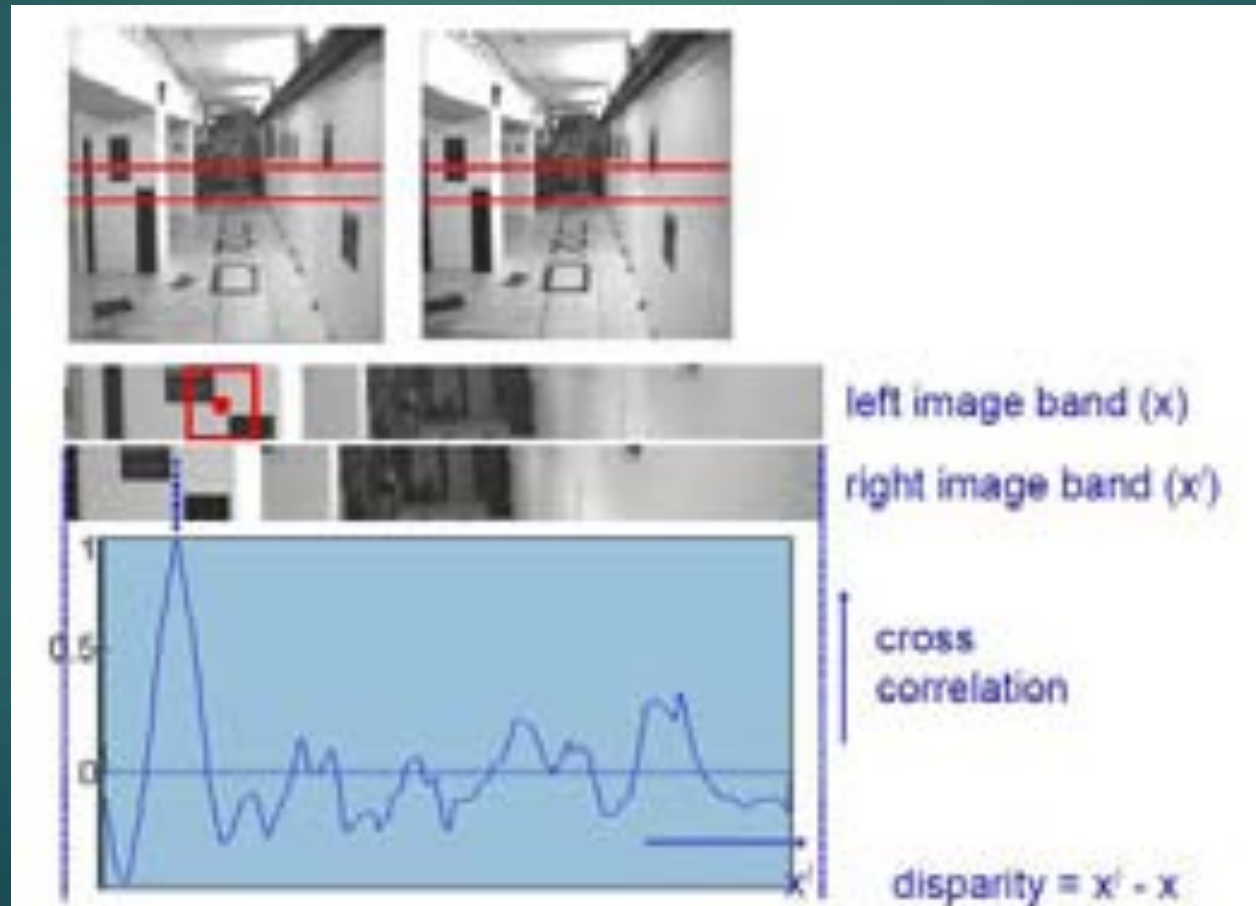 left image band (x)
right image band (x')
1
0.5
0
cross
correlation
x'
disparity = x' - x